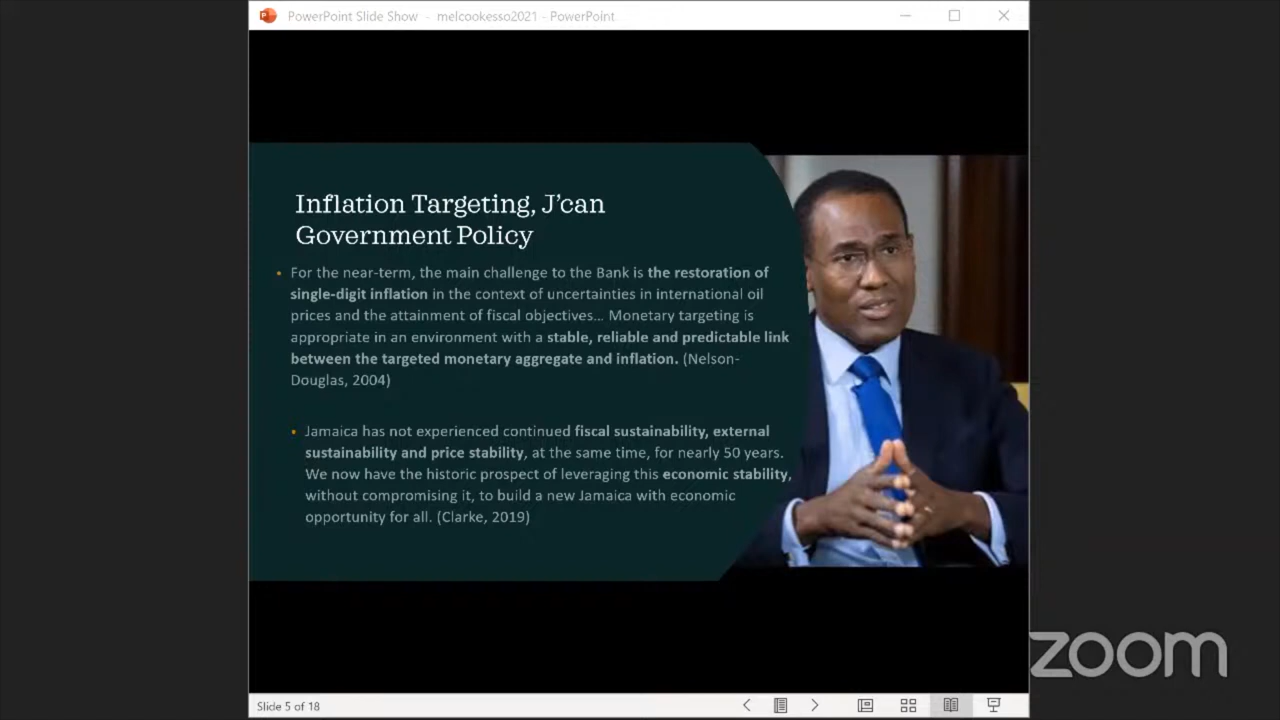 PowerPoint Slide Show - melcookesso2021 - PowerPoint
Inflation Targeting, J’can
Government Policy
• For the near-term, the main challenge to the Bank is the restoration of
single-digit inflation in the context of uncertainties in international oil
prices and the attainment of fiscal objectives... Monetary targeting is
appropriate in an environment with a stable, reliable and predictable link
between the targeted monetary aggregate and inflation. (Nelson-
Douglas, 2004)
• Jamaica has not experienced continued fiscal sustainability, external
sustainability and price stability, at the same time, for nearly 50 years.
We now have the historic prospect of leveraging this economic stability,
without compromising it, to build a new Jamaica with economic
opportunity for all. (Clarke, 2019)
zoom
Slide 5 of 18